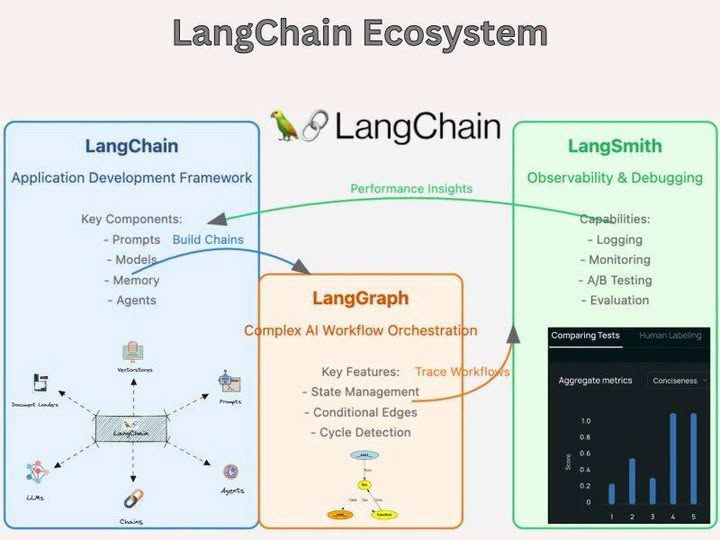 LangChain Ecosystem
LangChain
LangChain
Application Development Framework
Key Components:
- Prompts
- Models
- Memory
- Agents
Build Chains
Performance Insights
Vectorstores
Document Loaders
Prompts
LangChain
LLMs
Agents
Chains
LangGraph
Complex AI Workflow Orchestration
Key Features:
- State Management
- Conditional Edges
- Cycle Detection
Trace Workflows
LangSmith
Observability & Debugging
Capabilities:
- Logging
- Monitoring
- A/B Testing
- Evaluation
Comparing Tests
Human Labeling
Aggregate metrics
Conciseness
Score
1.0
0.8
0.6
0.4
0.2
0
1 2 3 4 5